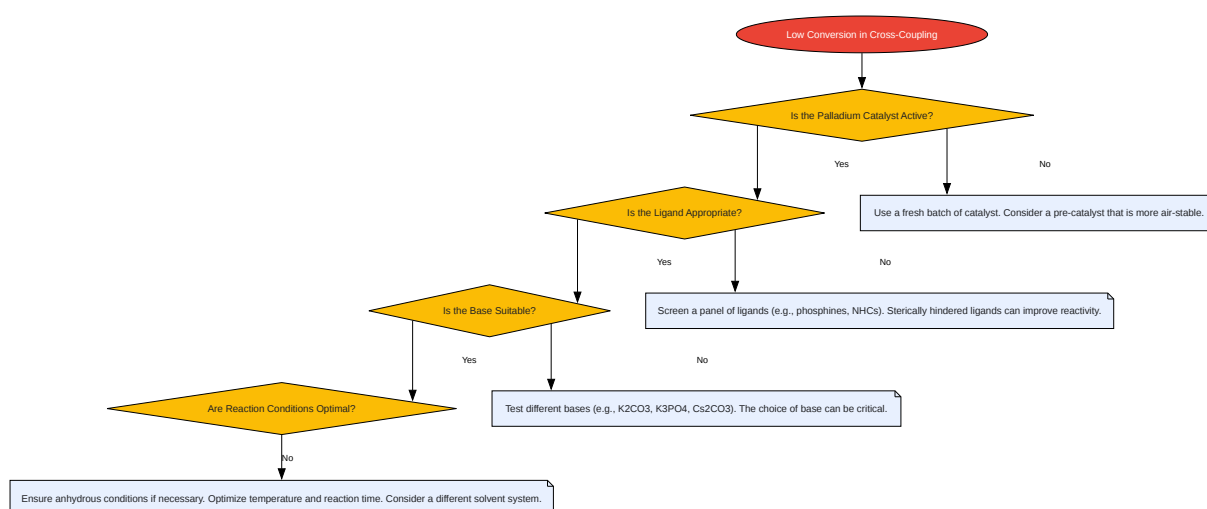 Low Conversion in Cross-Coupling
Is the Palladium Catalyst Active?
Yes
No
Is the Ligand Appropriate?
Use a fresh batch of catalyst. Consider a pre-catalyst that is more air-stable.
Yes
No
Is the Base Suitable?
Screen a panel of ligands (e.g., phosphines, NHCs). Sterically hindered ligands can improve reactivity.
Yes
No
Are Reaction Conditions Optimal?
Test different bases (e.g., K2CO3, K3PO4, Cs2CO3). The choice of base can be critical.
No
Ensure anhydrous conditions if necessary. Optimize temperature and reaction time. Consider a different solvent system.